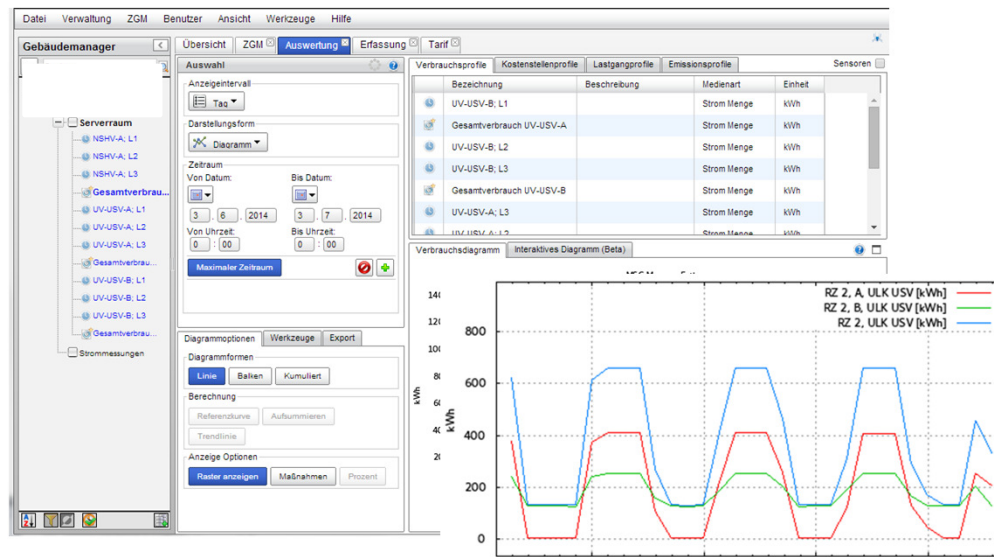 Datei Verwaltung ZGM Benutzer Ansicht Werkzeuge Hilfe
Gebäudemanager
Serverraum
NSHV-A; L1
NSHV-A; L2
NSHV-A; L3
Gesamtverbrau...
UV-USV-A; L1
UV-USV-A; L2
UV-USV-A; L3
Gesamtverbrau...
UV-USV-B; L1
UV-USV-B; L2
UV-USV-B; L3
Gesamtverbrau...
Strommessungen
Übersicht ZGM Auswertung Erfassung Tarif
Auswahl
Anzeigeintervall
Tag
Darstellungsform
Diagramm
Zeitraum
Von Datum: Bis Datum:
3 . 6 . 2014 3 . 7 . 2014
Von Uhrzeit: Bis Uhrzeit:
0 : 00 0 : 00
Maximaler Zeitraum
Diagrammoptionen Werkzeuge Export
Diagrammformen
Linie Balken Kumuliert
Berechnung
Referenzkurve Aufsummieren
Trendlinie
Anzeige Optionen
Raster anzeigen Maßnahmen Prozent
Verbrauchsprofile Kostenstellenprofile Lastgangprofile Emissionsprofile Sensoren
Bezeichnung Beschreibung Medienart Einheit
UV-USV-B; L1 Strom Menge kWh
Gesamtverbrauch UV-USV-A Strom Menge kWh
UV-USV-B; L2 Strom Menge kWh
UV-USV-B; L3 Strom Menge kWh
Gesamtverbrauch UV-USV-B Strom Menge kWh
UV-USV-A; L3 Strom Menge kWh
UV-USV-A; L2 Strom Menge kWh
Verbrauchsdiagramm Interaktives Diagramm (Beta)
kWh
RZ 2, A, ULK USV [kWh]
RZ 2, B, ULK USV [kWh]
RZ 2, ULK USV [kWh]
kWh
800
600
400
200
0